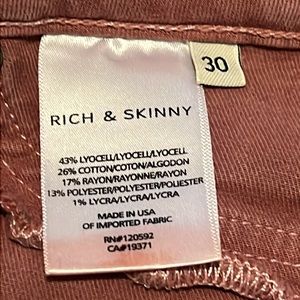 30
RICH & SKINNY
43% LYOCELL/LYOCELL/LYOCELL
26% COTTON/COTON/ALGODON
17% RAYON/RAYONNE/RAYON
13% POLYESTER/POLYESTER/POLIESTER
1% LYCRA/LYCRA/LYCRA
MADE IN USA
OF IMPORTED FABRIC
RN#120592
CA#19371